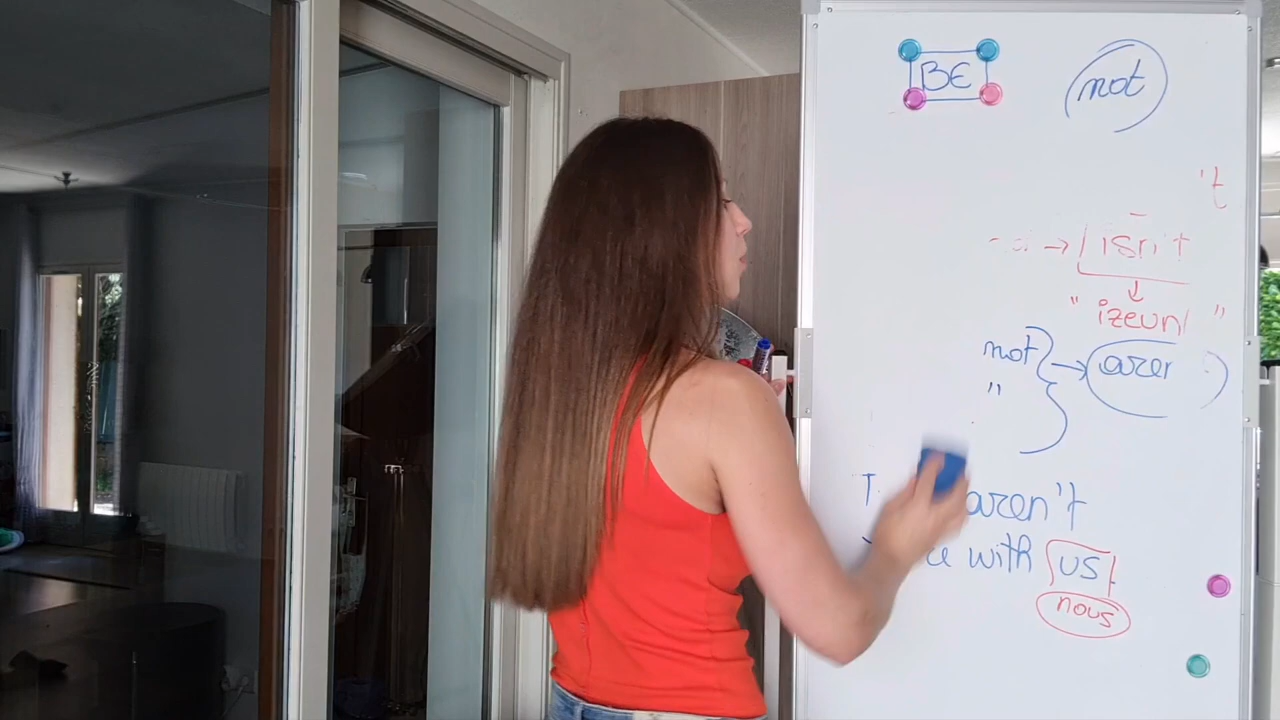 BE not
't
→ isn't
↓
" izeun "
not } → aren
"
aren't
with us
nous